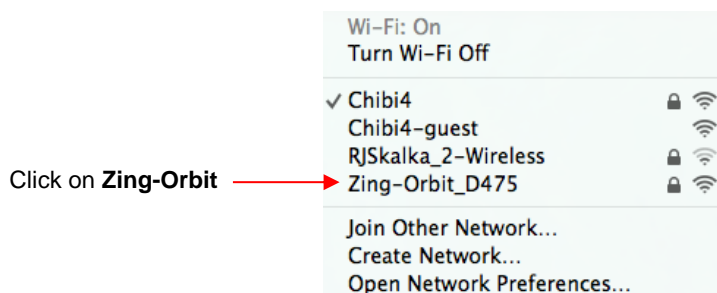 Wi-Fi: On
Turn Wi-Fi Off
Chibi4
Chibi4-guest
RJSkalka_2-Wireless
Click on Zing-Orbit
Zing-Orbit_D475
Join Other Network...
Create Network...
Open Network Preferences...